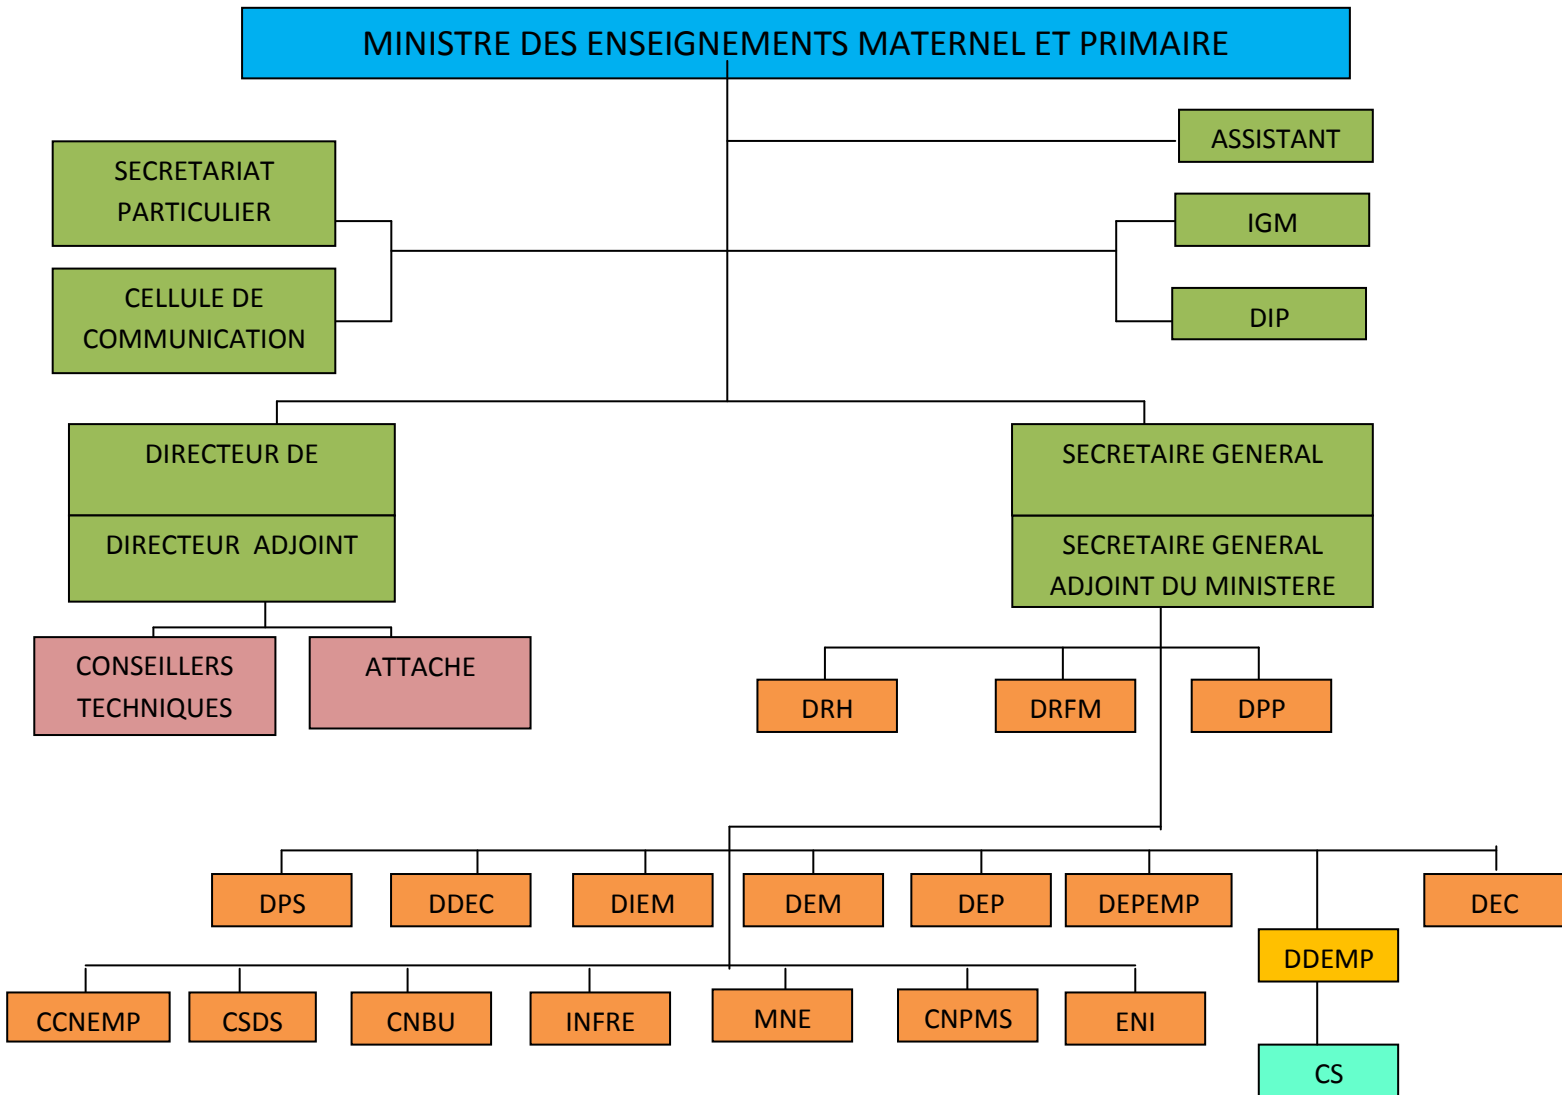 MINISTRE DES ENSEIGNEMENTS MATERNEL ET PRIMAIRE
ASSISTANT
SECRETARIAT
PARTICULIER
IGM
CELLULE DE
COMMUNICATION
DIP
DIRECTEUR DE
SECRETAIRE GENERAL
DIRECTEUR ADJOINT
SECRETAIRE GENERAL
ADJOINT DU MINISTERE
CONSEILLERS
TECHNIQUES
ATTACHE
DRH
DRFM
DPP
DPS
DDEC
DIEM
DEM
DEP
DEPEMP
DEC
DDEMP
CCNEMP
CSDS
CNBU
INFRE
MNE
CNPMS
ENI
CS